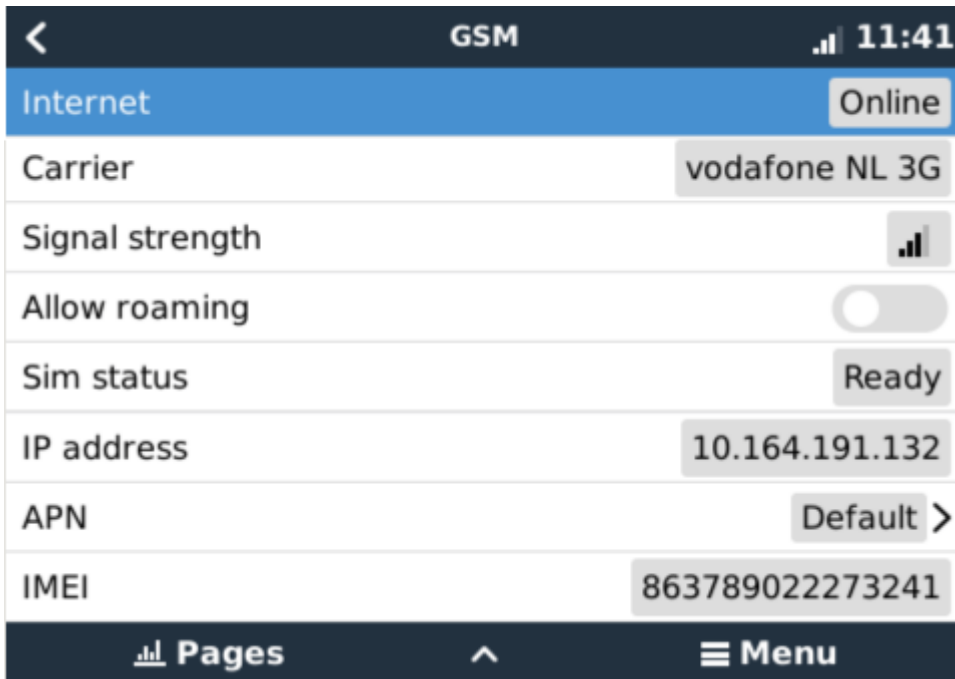 GSM 11:41
Internet Online
Carrier vodafone NL 3G
Signal strength
Allow roaming
Sim status Ready
IP address 10.164.191.132
APN Default
IMEI 863789022273241
Pages Menu